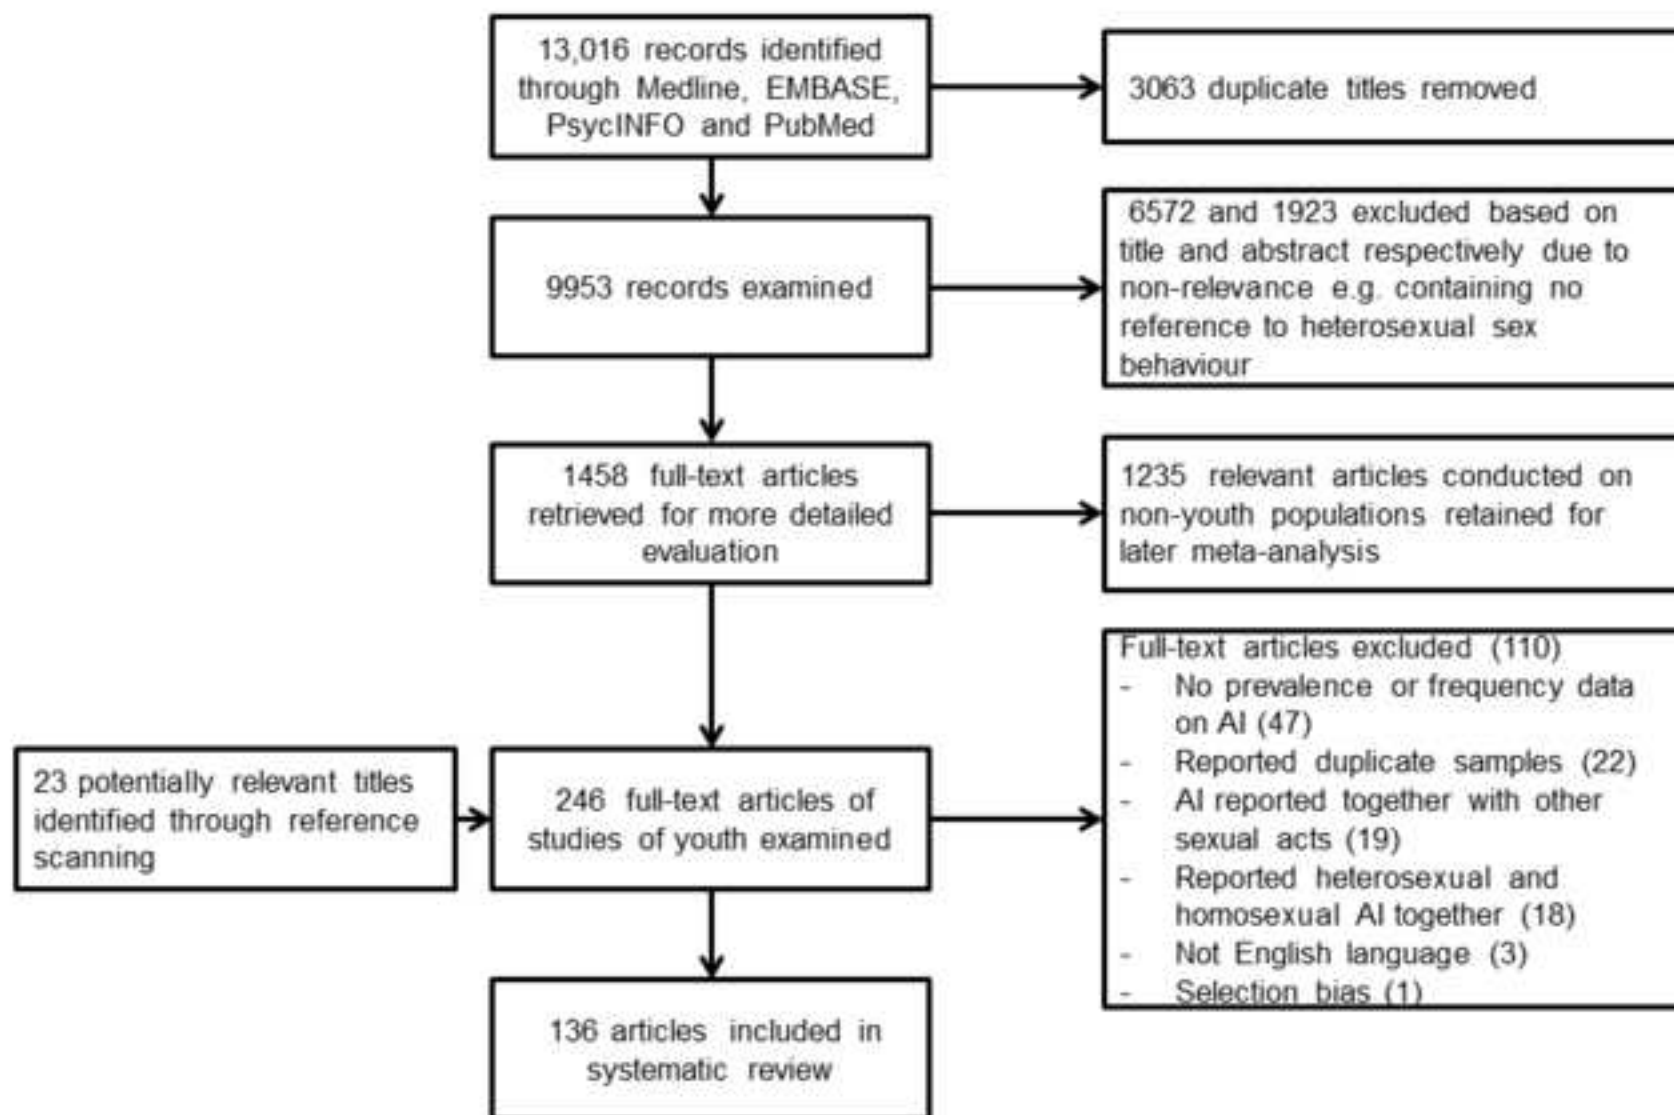 13,016 records identified
through Medline, EMBASE,
PsycINFO and PubMed
3063 duplicate titles removed
9953 records examined
6572 and 1923 excluded based on
title and abstract respectively due to
non-relevance e.g. containing no
reference to heterosexual sex
behaviour
1458 full-text articles
retrieved for more detailed
evaluation
1235 relevant articles conducted on
non-youth populations retained for
later meta-analysis
23 potentially relevant titles
identified through reference
scanning
246 full-text articles of
studies of youth examined
Full-text articles excluded (110)
- No prevalence or frequency data
on AI (47)
- Reported duplicate samples (22)
- AI reported together with other
sexual acts (19)
- Reported heterosexual and
homosexual AI together (18)
- Not English language (3)
- Selection bias (1)
136 articles included in
systematic review